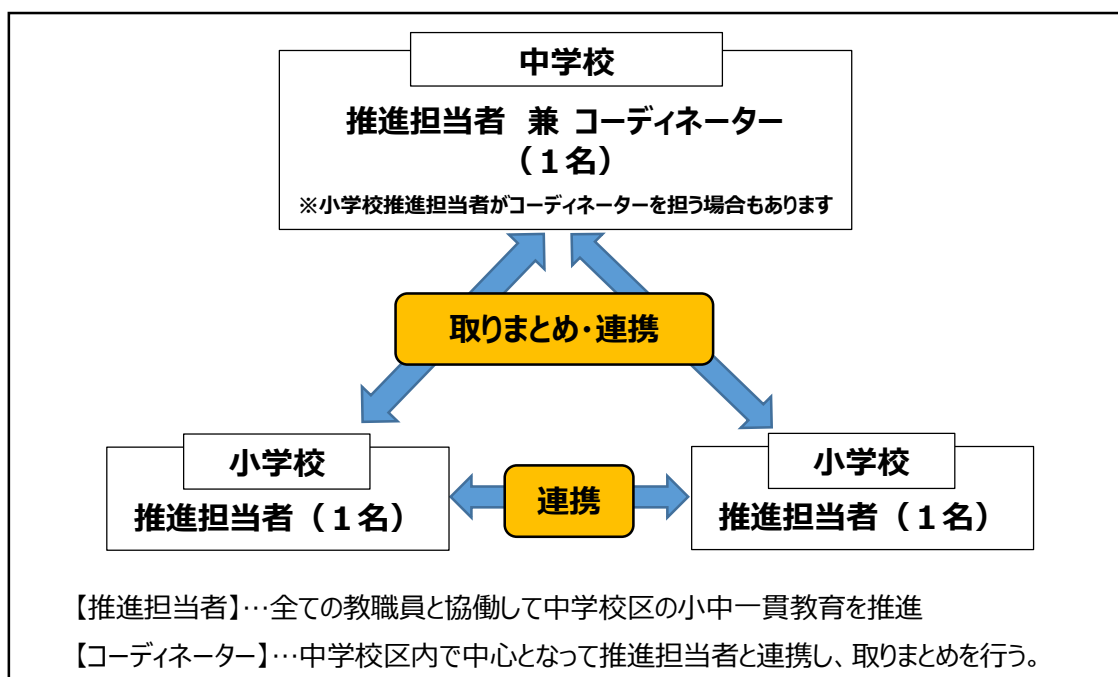 中学校
推進担当者 兼 コーディネーター
（１名）
※小学校推進担当者がコーディネーターを担う場合もあります
取りまとめ・連携
小学校
推進担当者（１名）
連携
小学校
推進担当者（１名）
【推進担当者】…全ての教職員と協働して中学校区の小中一貫教育を推進
【コーディネーター】…中学校区内で中心となって推進担当者と連携し、取りまとめを行う。